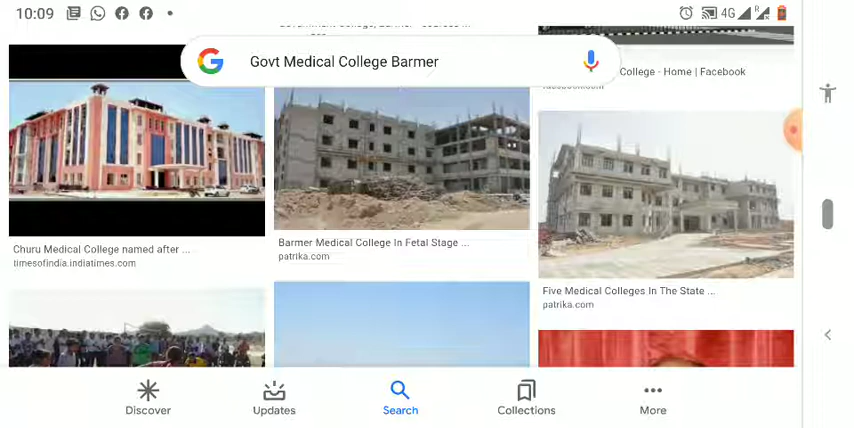 10:09
4G
R
Govt Medical College Barmer
College - Home | Facebook
Churu Medical College named after ...
timesofindia.indiatimes.com
Barmer Medical College In Fetal Stage ...
patrika.com
Five Medical Colleges In The State ...
patrika.com
Discover
Updates
Search
Collections
More